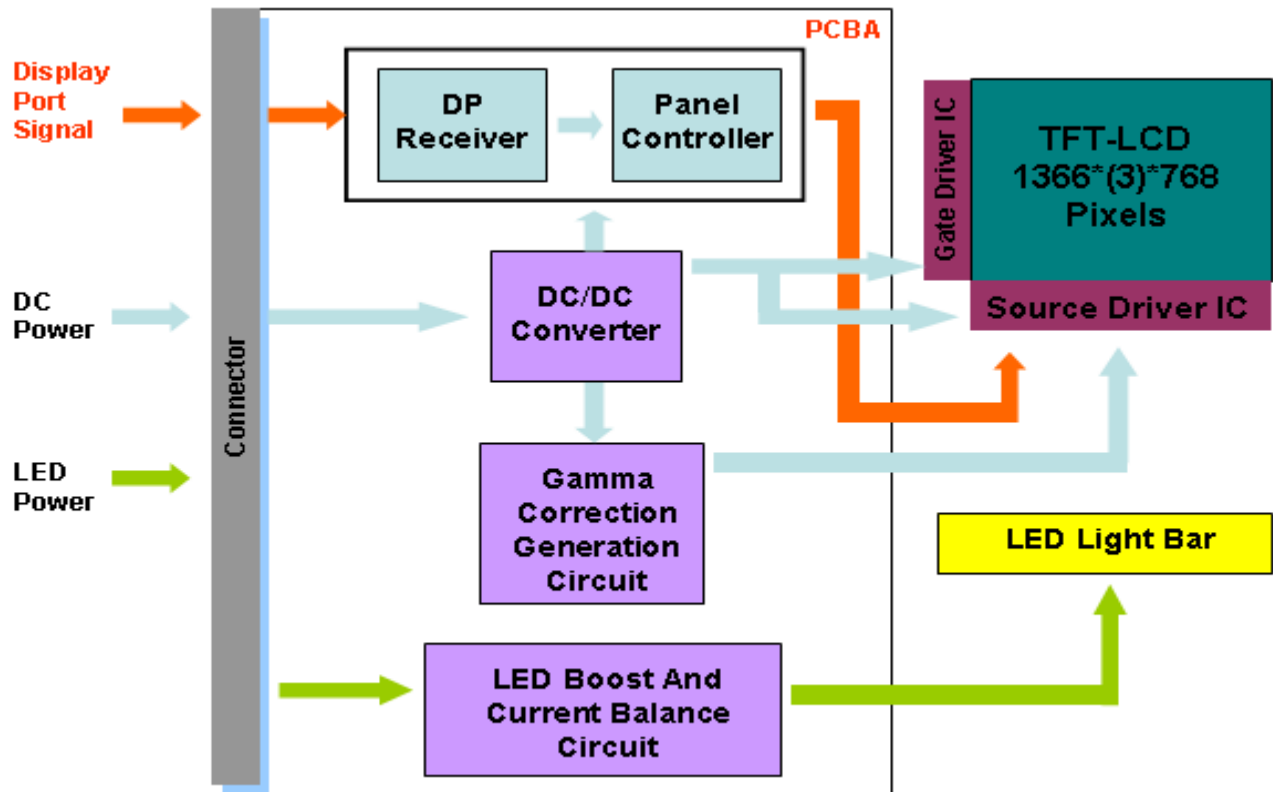 PCBA
Display
Port
Signal
DP
Receiver
Panel
Controller
Gate Driver IC
TFT-LCD
1366*(3)*768
Pixels
DC
Power
Connector
DC/DC
Converter
Source Driver IC
LED
Power
Gamma
Correction
Generation
Circuit
LED Light Bar
LED Boost And
Current Balance
Circuit